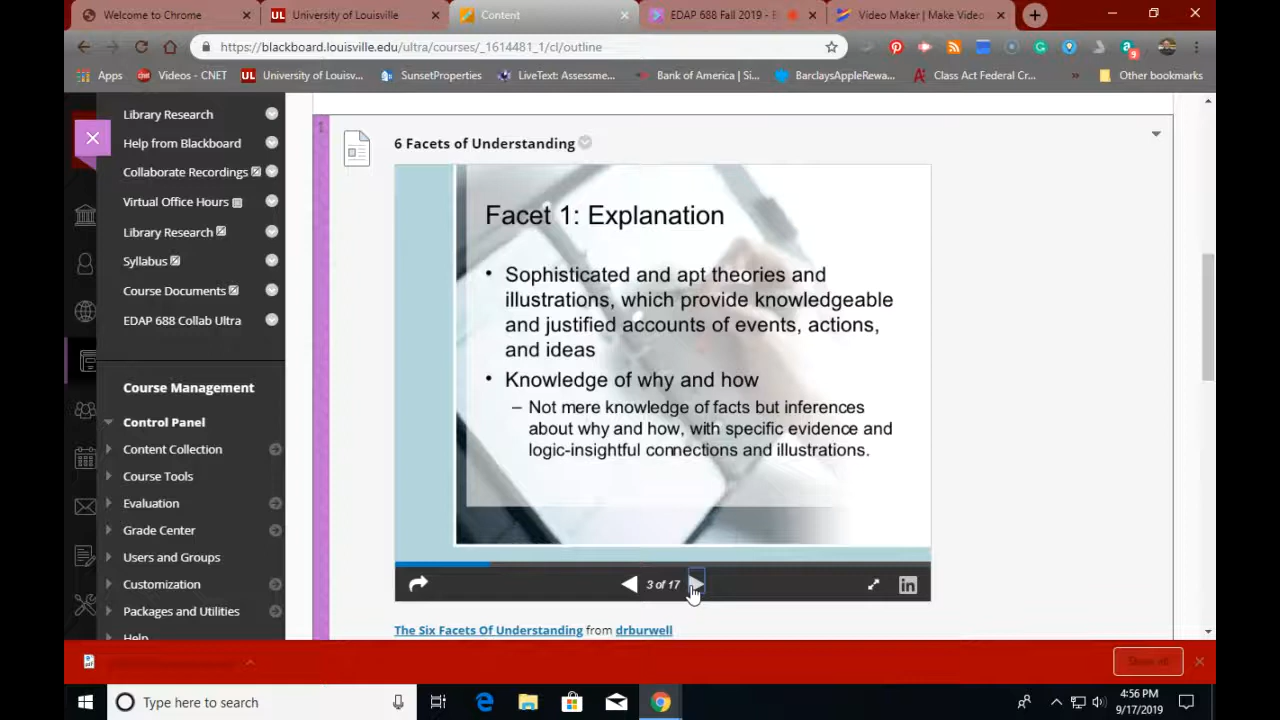 Welcome to Chrome
University of Louisville
Content
EDAP 688 Fall 2019 - E
Video Maker | Make Video
https://blackboard.louisville.edu/ultra/courses/_1614481_1/cl/outline
9
Apps
Videos - CNET
University of Louisv...
SunsetProperties
LiveText: Assessme...
Bank of America | Si...
BarclaysAppleRewa...
Class Act Federal Cr...
»
Other bookmarks
Library Research
Help from Blackboard
Collaborate Recordings
Virtual Office Hours
Library Research
Syllabus
Course Documents
EDAP 688 Collab Ultra
Course Management
Control Panel
Content Collection
Course Tools
Evaluation
Grade Center
Users and Groups
Customization
Packages and Utilities
Help
6 Facets of Understanding
Facet 1: Explanation
• Sophisticated and apt theories and
illustrations, which provide knowledgeable
and justified accounts of events, actions,
and ideas
• Knowledge of why and how
– Not mere knowledge of facts but inferences
about why and how, with specific evidence and
logic-insightful connections and illustrations.
3 of 17
The Six Facets Of Understanding from drburwell
Show all
Type here to search
4:56 PM
9/17/2019